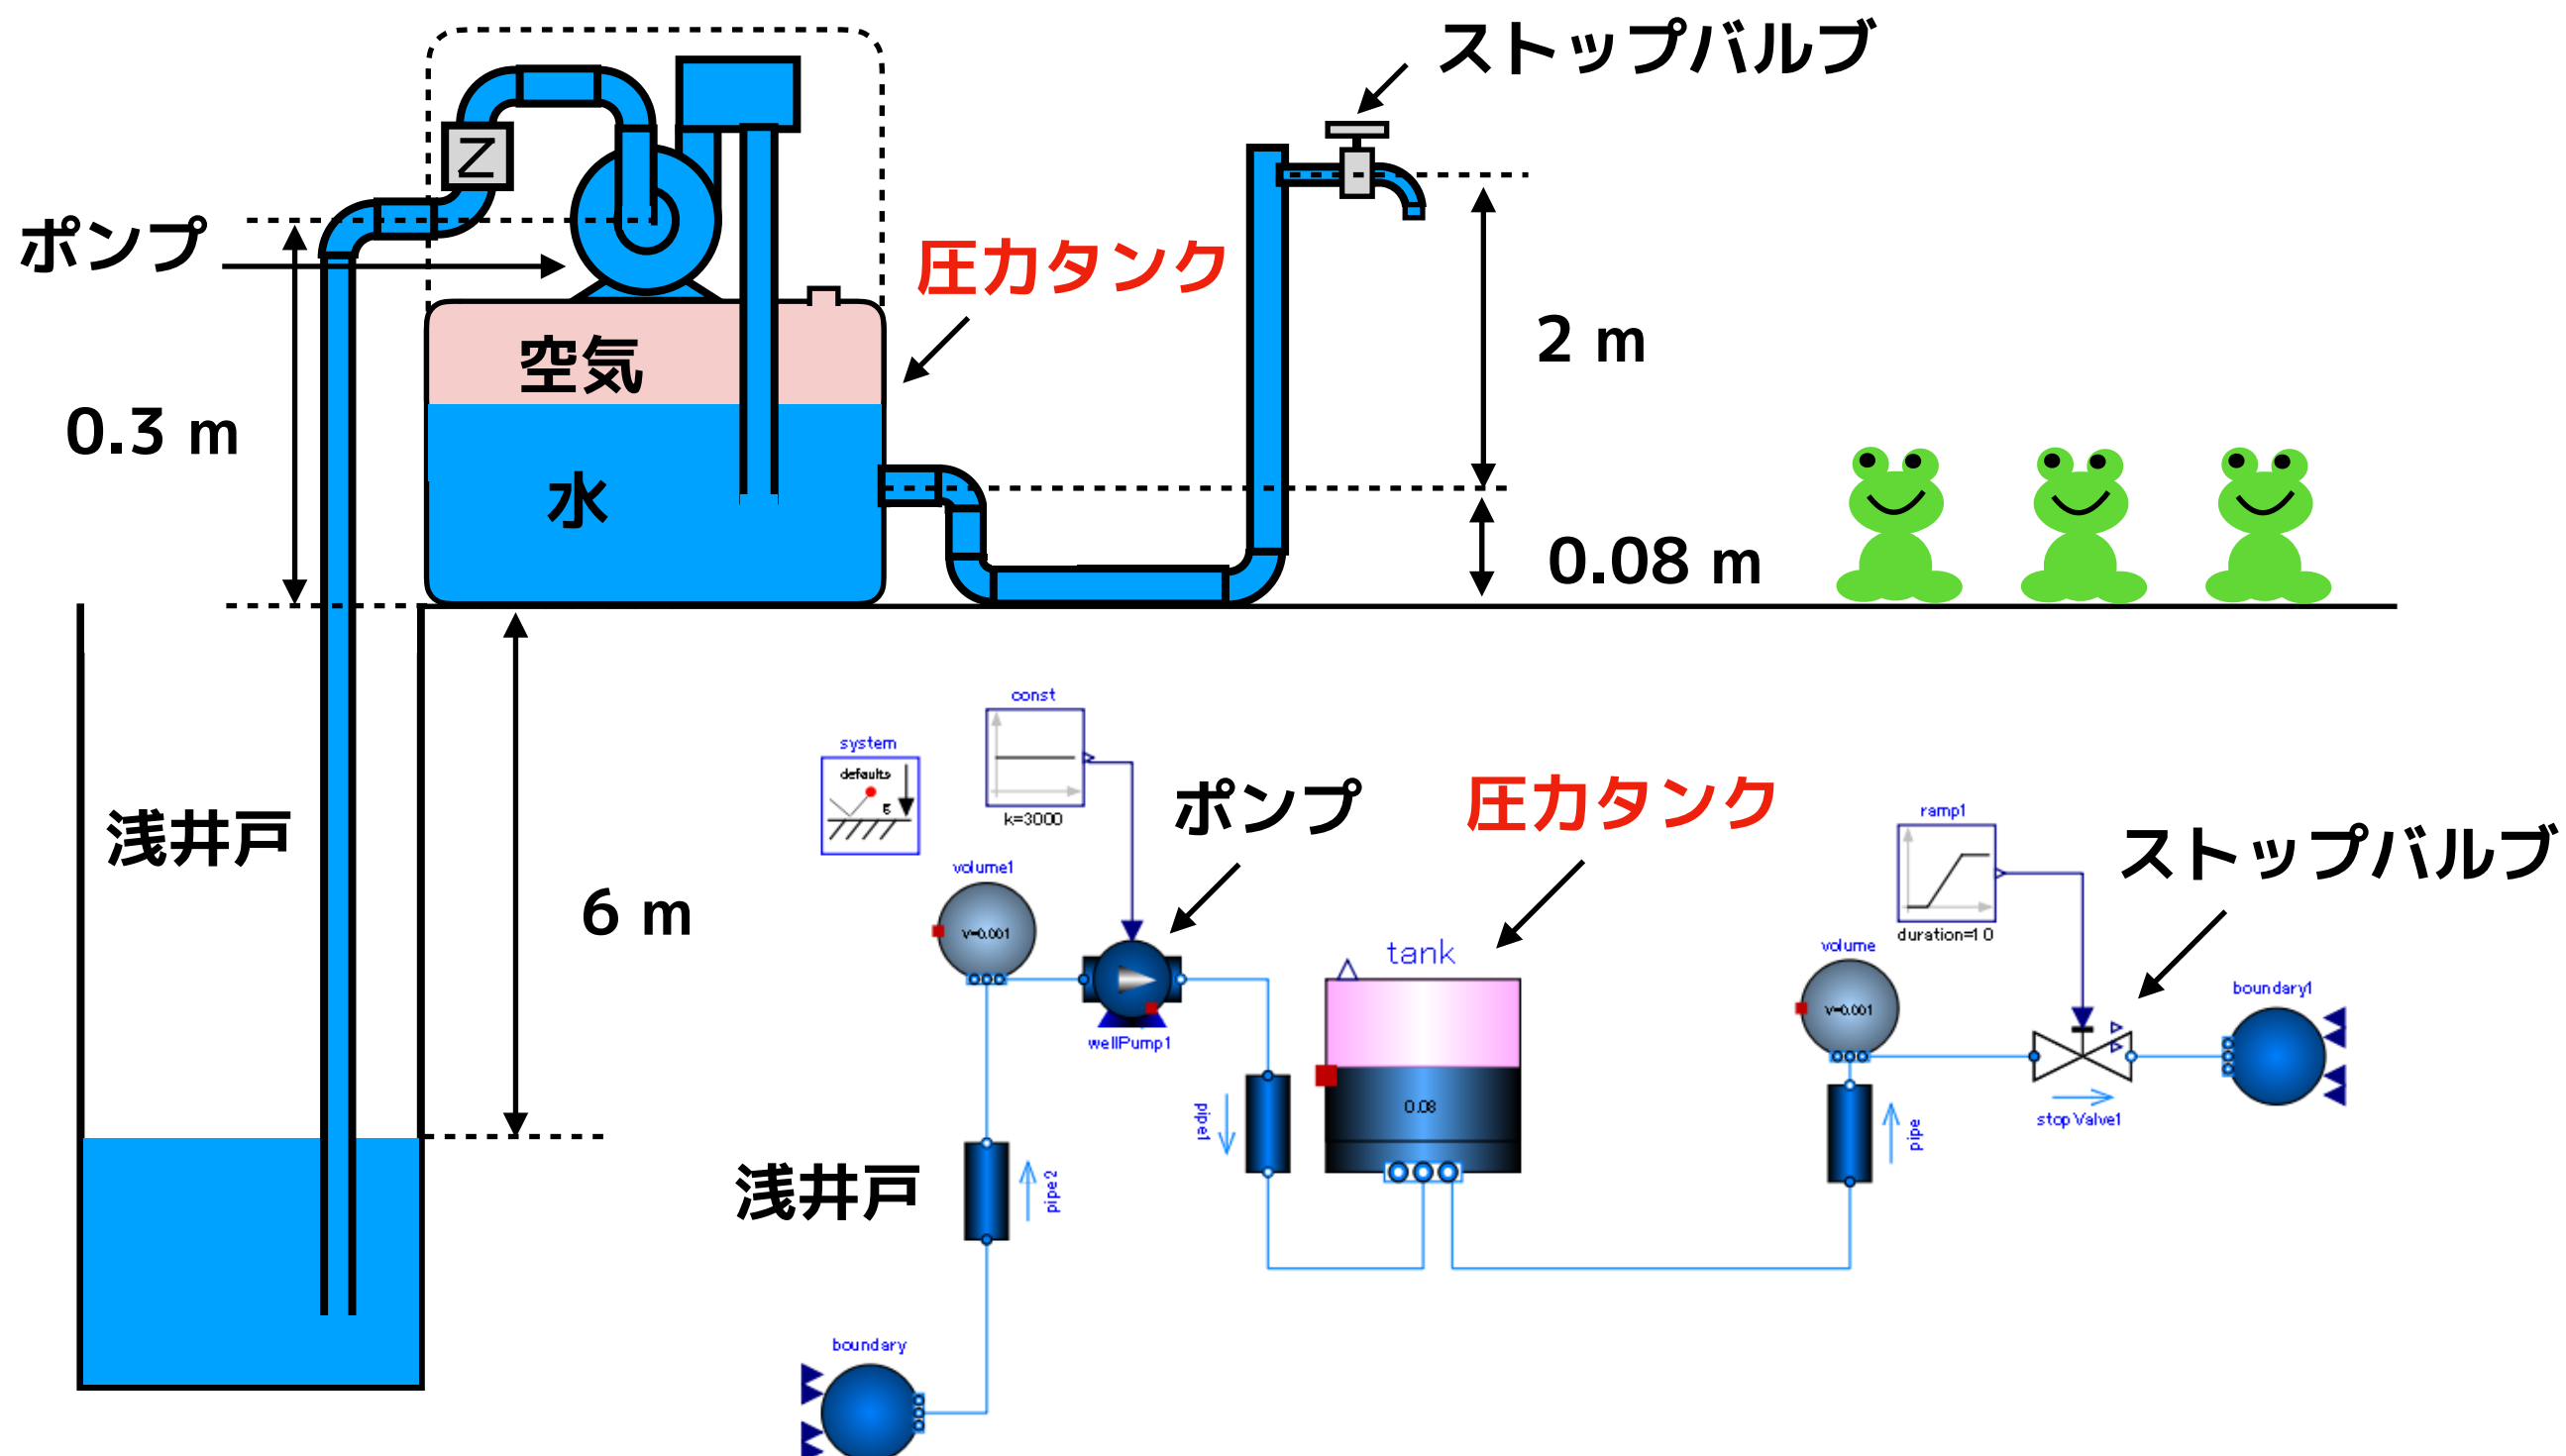 ストップバルブ
ポンプ
圧力タンク
空気
2 m
0.3 m
水
0.08 m
浅井戸
6 m
const
k=3000
system
defaults
g
ポンプ
圧力タンク
ストップバルブ
volume1
V=0.001
wellPump1
tank
0.08
pipe1
ramp1
duration=10
volume
V=0.001
boundary1
stopValve1
pipe
浅井戸
pipe2
boundary
Z